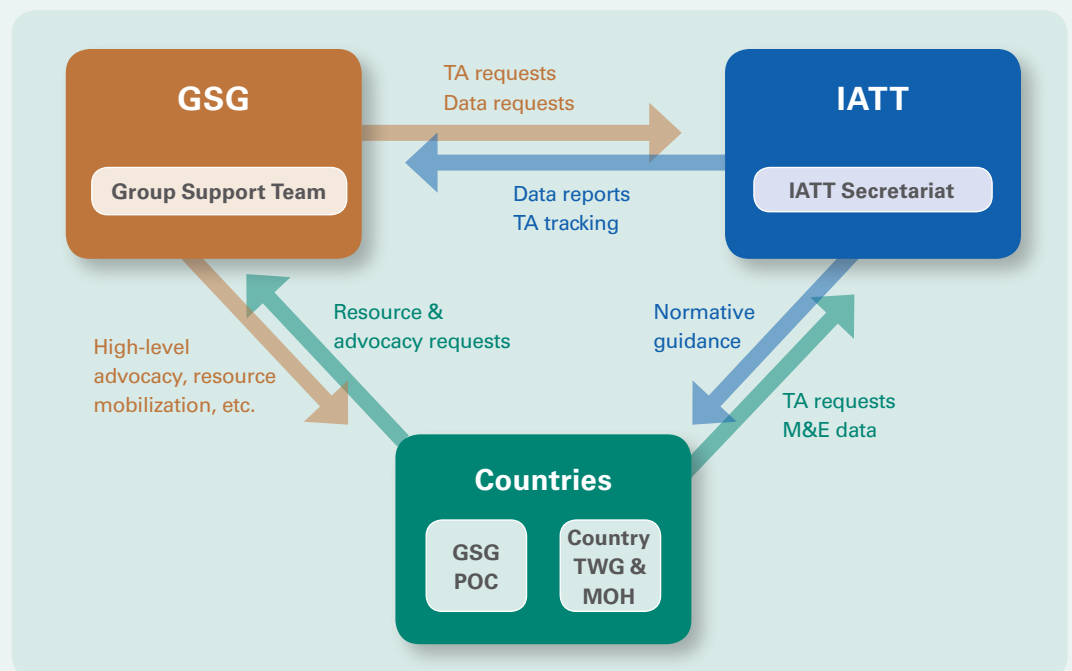 GSG
Group Support Team
TA requests
Data requests
IATT
IATT Secretariat
Data reports
TA tracking
High-level
advocacy, resource
mobilization, etc.
Resource &
advocacy requests
Normative
guidance
TA requests
M&E data
Countries
GSG
POC
Country
TWG &
MOH